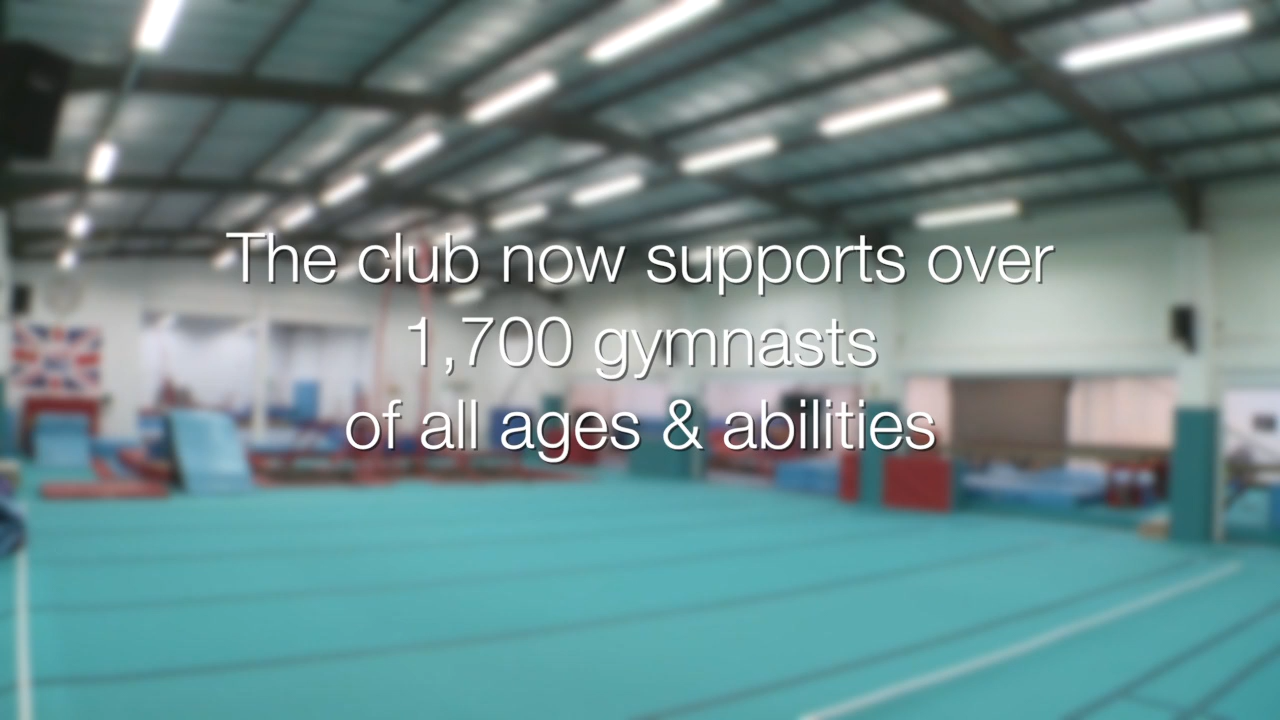 The club now supports over
1,700 gymnasts
of all ages & abilities